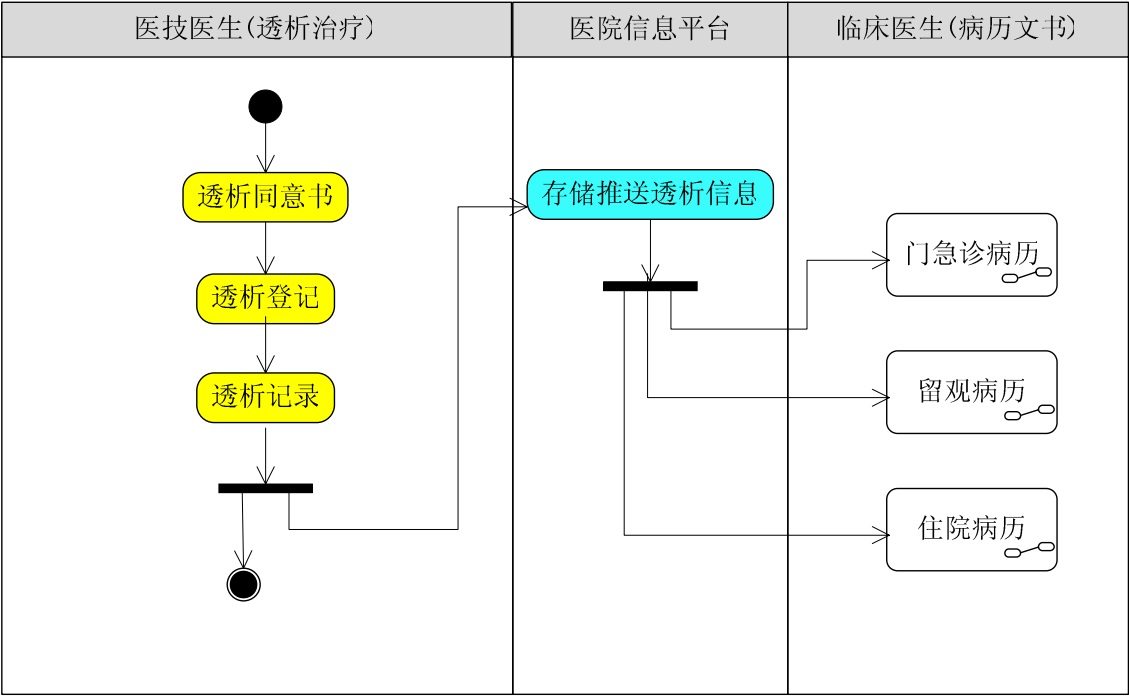 医技医生(透析治疗)
医院信息平台
临床医生(病历文书)
透析同意书
透析登记
透析记录
存储推送透析信息
门急诊病历
留观病历
住院病历